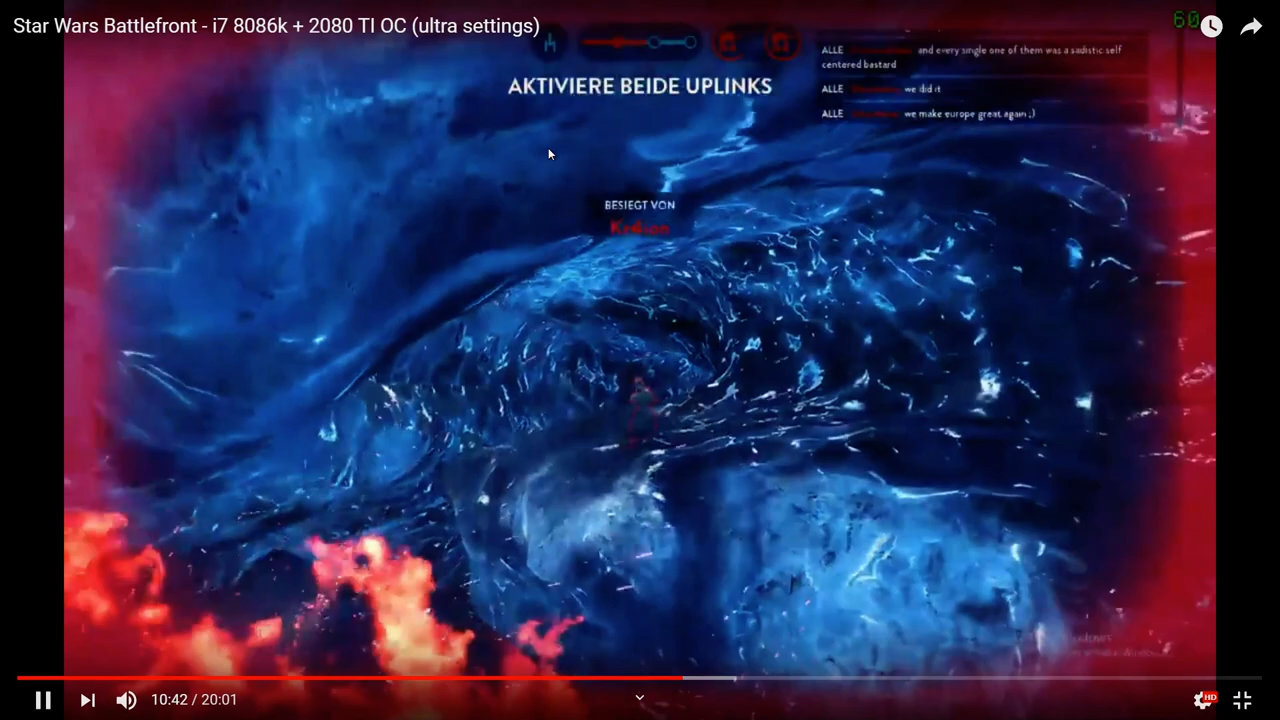 Star Wars Battlefront - i7 8086k + 2080 TI OC (ultra settings)
60
ALLE and every single one of them was a sadistic self
centered bastard
AKTIVIERE BEIDE UPLINKS
ALLE we did it
ALLE we make europe great again ;)
BESIEGT VON
10:42 / 20:01
HD